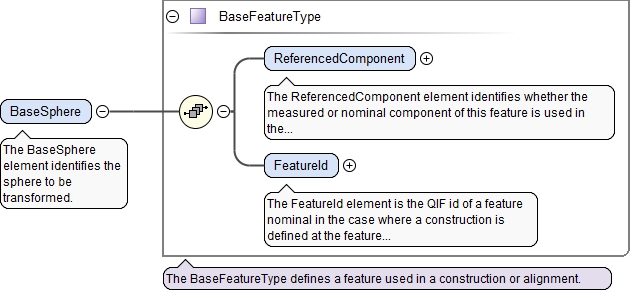 BaseFeatureType
ReferencedComponent
The ReferencedComponent element identifies whether the
measured or nominal component of this feature is used in
the...
BaseSphere
The BaseSphere
element identifies the
sphere to be
transformed.
FeatureId
The FeatureId element is the QIF id of a feature
nominal in the case where a construction is
defined at the feature...
The BaseFeatureType defines a feature used in a construction or alignment.